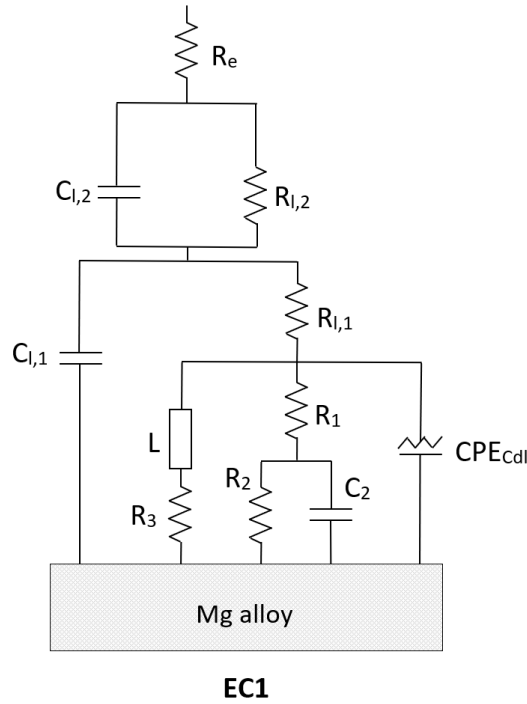 Re
Cl,2
Rl,2
Rl,1
Cl,1
R1
L
R2
C2
CPECdl
R3
Mg alloy
EC1